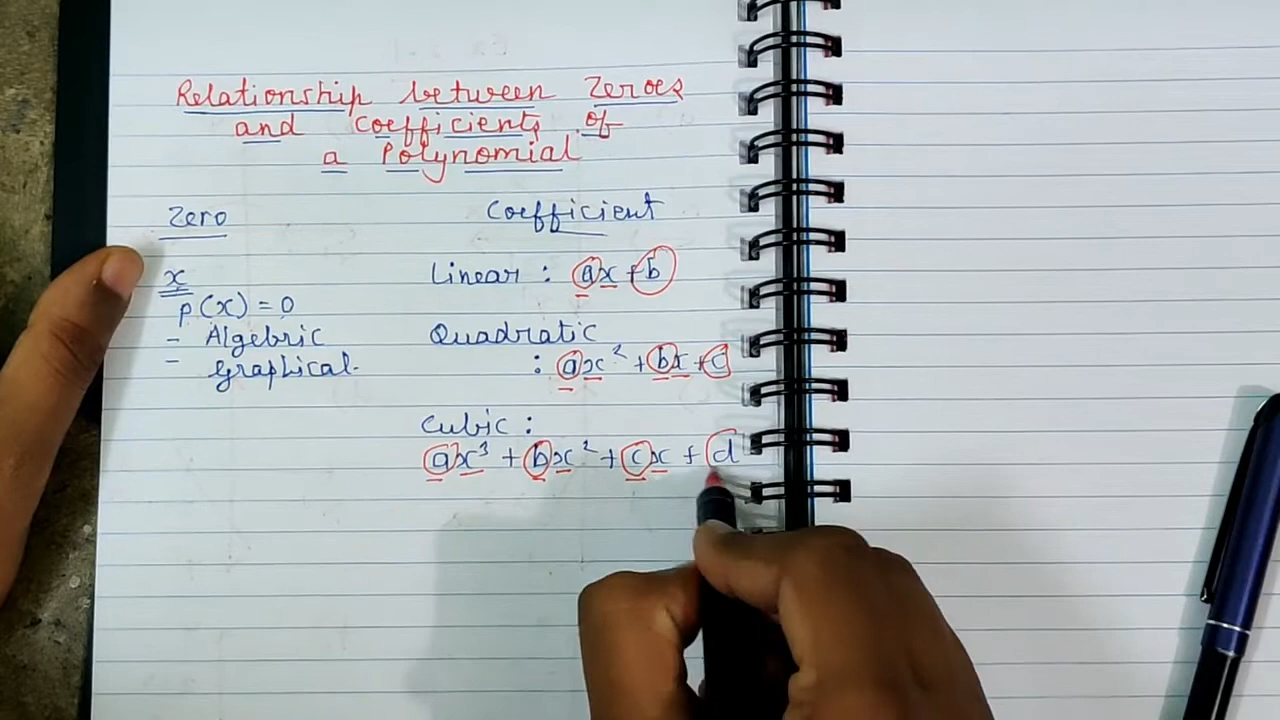 Relationship between Zeroes
and coefficients of
a Polynomial
Zero
x
p(x) = 0
- Algebric
- Graphical
Coefficient
Linear : ax + b
Quadratic
: ax² + bx + c
Cubic :
ax³ + bx² + cx + d